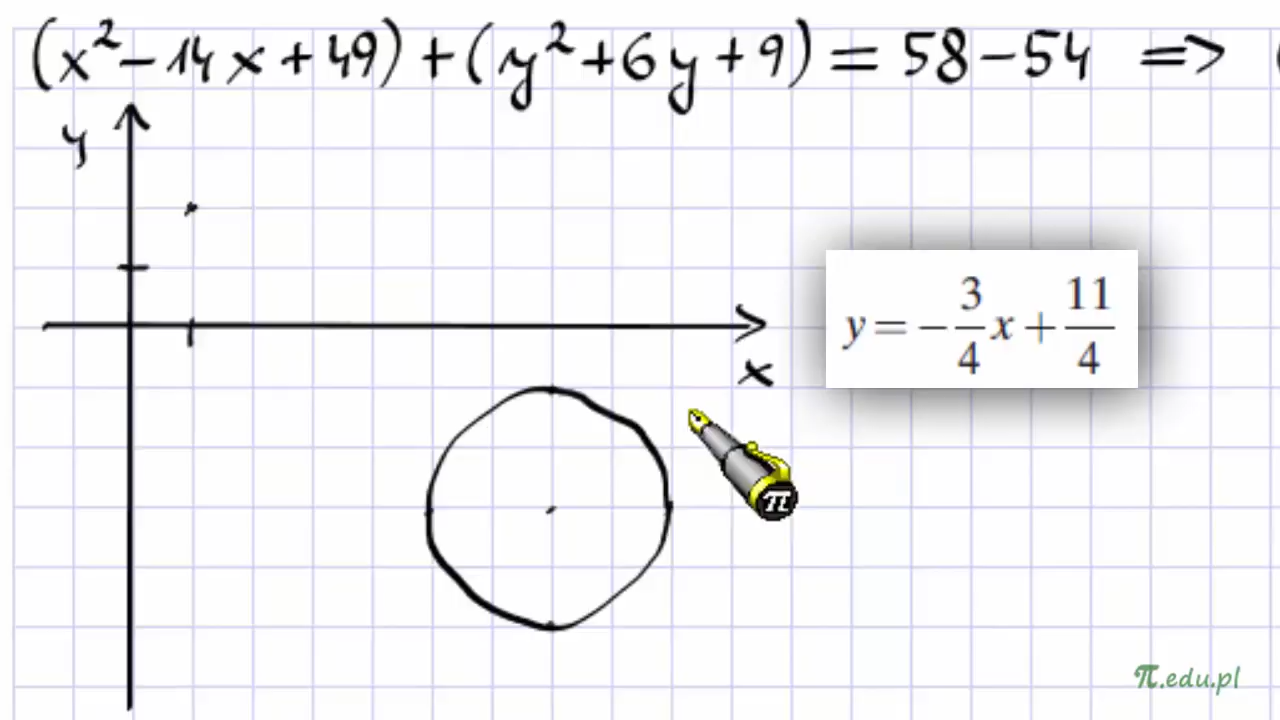 (x²-14x+49)+(y²+6y+9)=58-54 => (
y
y=-3/4x+11/4
x
π
π.edu.pl